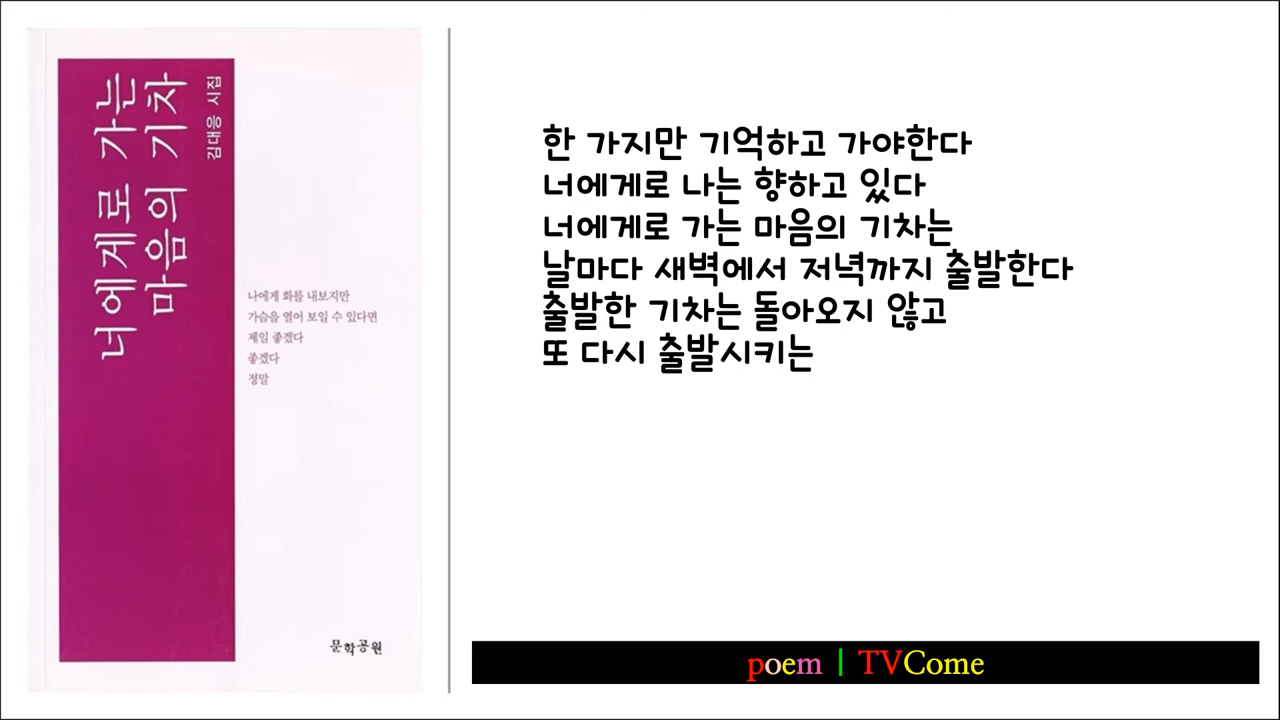 너에게로 가는
마음의 기차
김대응 시집
나에게 화를 내보지만
가슴을 열어 보일 수 있다면
제일 좋겠다
좋겠다
정말
문학공원
한 가지만 기억하고 가야한다
너에게로 나는 향하고 있다
너에게로 가는 마음의 기차는
날마다 새벽에서 저녁까지 출발한다
출발한 기차는 돌아오지 않고
또 다시 출발시키는
poem | TVCome